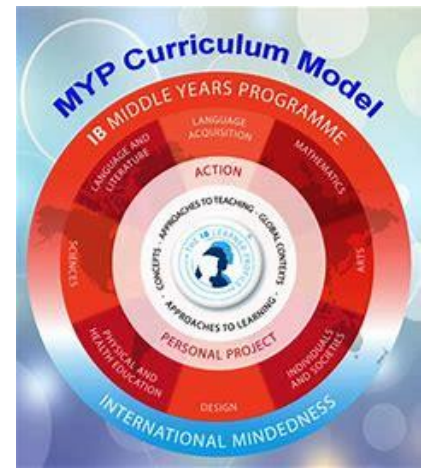 MYP Curriculum Model
IB MIDDLE YEARS PROGRAMME
LANGUAGE
ACQUISITION
LANGUAGE AND
LITERATURE
MATHEMATICS
SCIENCES
ARTS
PHYSICAL AND
HEALTH EDUCATION
INDIVIDUALS
AND SOCIETIES
DESIGN
ACTION
PERSONAL PROJECT
APPROACHES TO TEACHING · GLOBAL CONTEXTS ·
APPROACHES TO LEARNING ·
CONCEPTS ·
THE IB LEARNER PROFILE
INTERNATIONAL MINDEDNESS